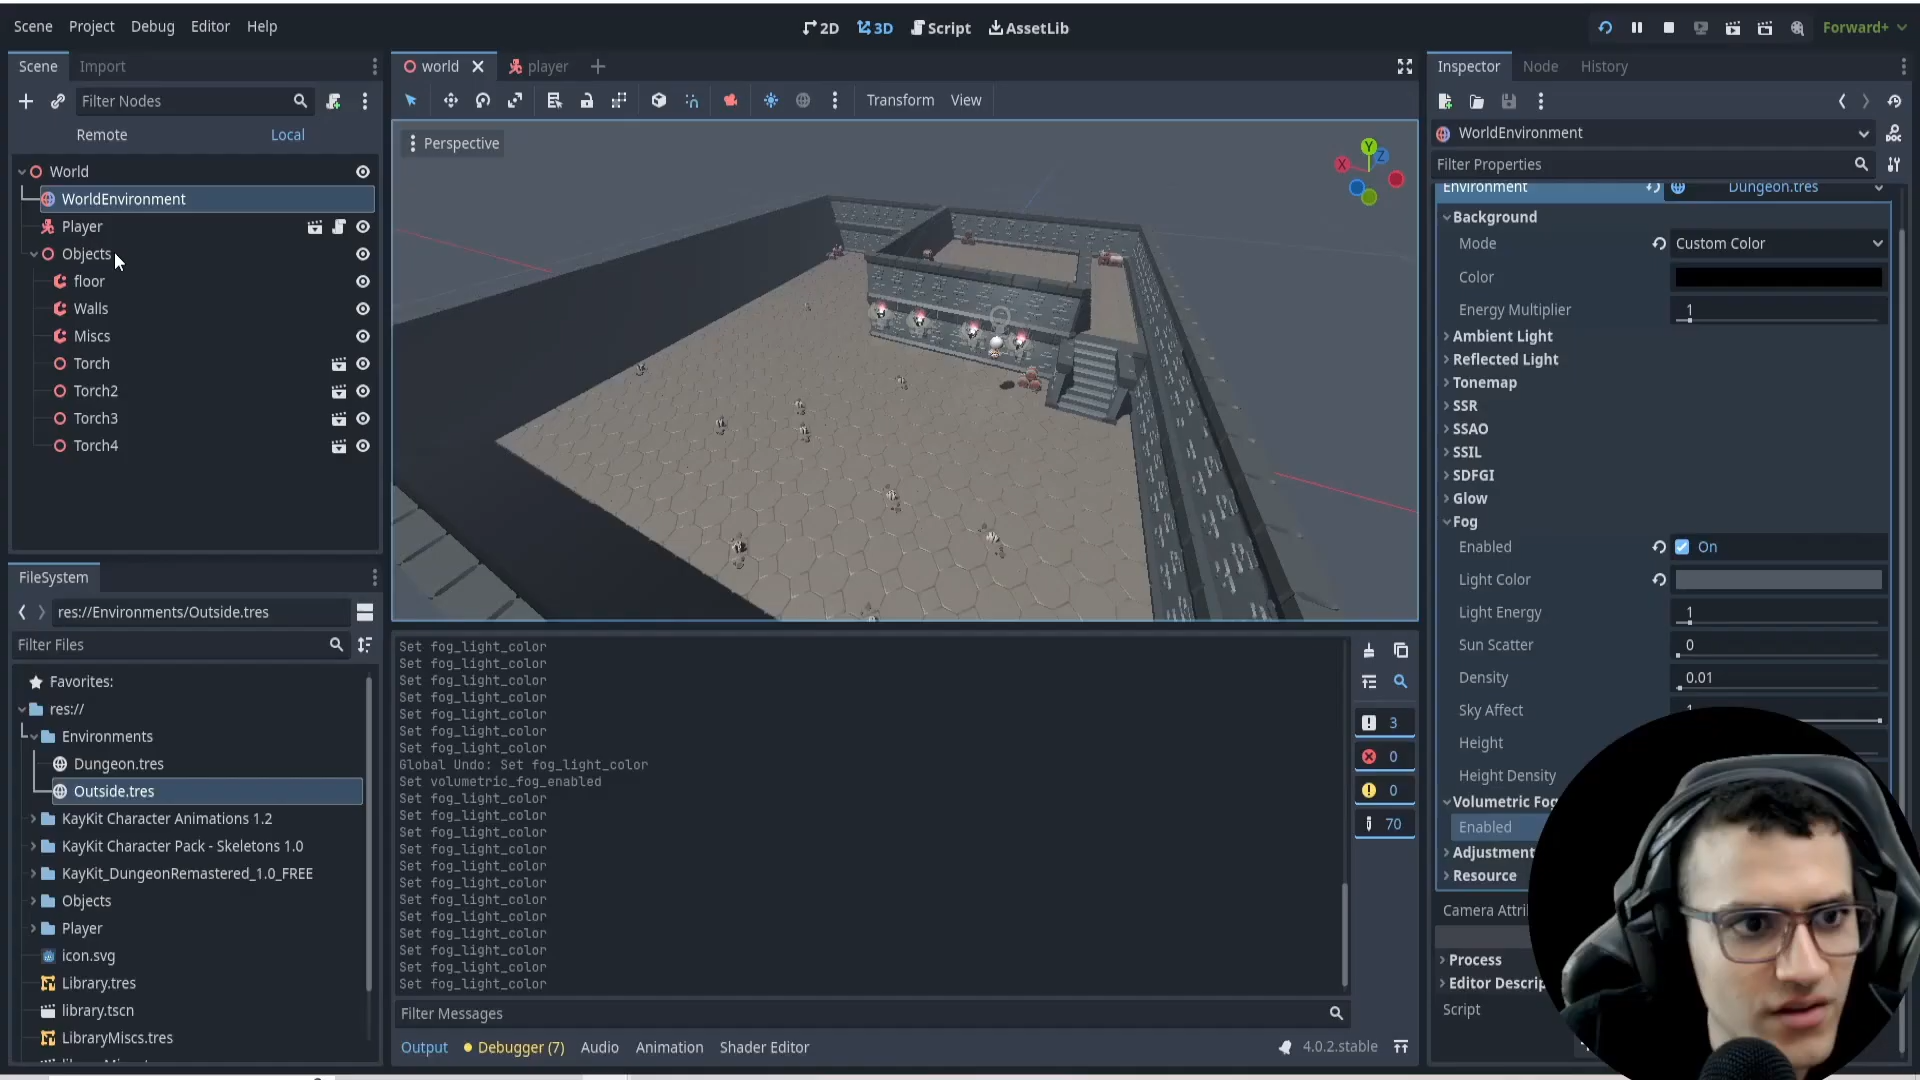 Scene Project Debug Editor Help
2D 3D Script AssetLib
Forward+
Scene Import
Filter Nodes
Remote Local
World
WorldEnvironment
Player
Objects
floor
Walls
Miscs
Torch
Torch2
Torch3
Torch4
FileSystem
res://Environments/Outside.tres
Filter Files
Favorites:
res://
Environments
Dungeon.tres
Outside.tres
KayKit Character Animations 1.2
KayKit Character Pack - Skeletons 1.0
KayKit_DungeonRemastered_1.0_FREE
Objects
Player
icon.svg
Library.tres
library.tscn
LibraryMiscs.tres
world player
Transform View
Perspective
X Y Z
Set fog_light_color
Set fog_light_color
Set fog_light_color
Set fog_light_color
Set fog_light_color
Set fog_light_color
Set fog_light_color
Global Undo: Set fog_light_color
Set volumetric_fog_enabled
Set fog_light_color
Set fog_light_color
Set fog_light_color
Set fog_light_color
Set fog_light_color
Set fog_light_color
Set fog_light_color
Set fog_light_color
Set fog_light_color
Set fog_light_color
Set fog_light_color
Set fog_light_color
3
0
0
70
Filter Messages
Output Debugger (7) Audio Animation Shader Editor
4.0.2.stable
Inspector Node History
WorldEnvironment
Filter Properties
Environment Dungeon.tres
Background
Mode Custom Color
Color
Energy Multiplier 1
Ambient Light
Reflected Light
Tonemap
SSR
SSAO
SSIL
SDFGI
Glow
Fog
Enabled On
Light Color
Light Energy 1
Sun Scatter 0
Density 0.01
Sky Affect 1
Height
Height Density
Volumetric Fog
Enabled
Adjustment
Resource
Camera Attri
Process
Editor Descrip
Script